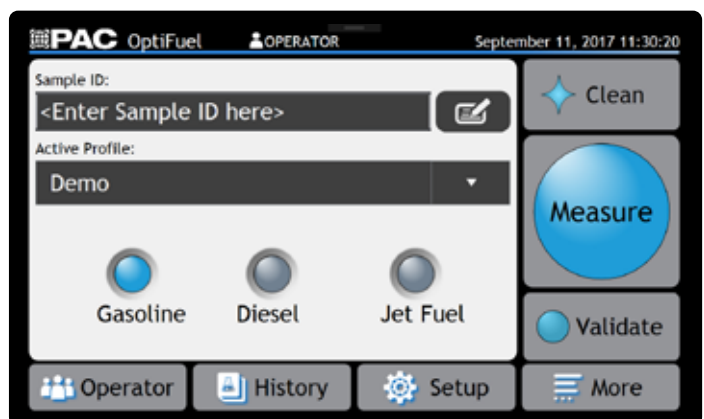 PAC OptiFuel OPERATOR September 11, 2017 11:30:20
Sample ID:
<Enter Sample ID here>
Clean
Active Profile:
Demo
Measure
Gasoline Diesel Jet Fuel
Validate
Operator History Setup More